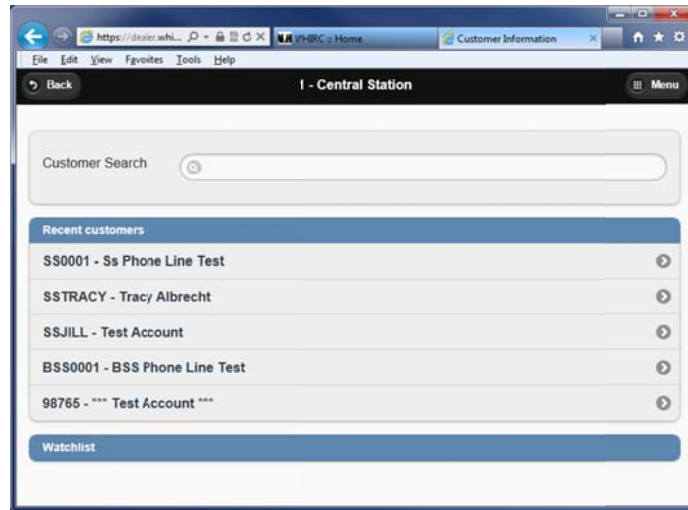 https://dealer.whi...
WHIRC :: Home
Customer Information
File Edit View Favorites Tools Help
Back
1 - Central Station
Menu
Customer Search
Recent customers
SS0001 - Ss Phone Line Test
SSTRACY - Tracy Albrecht
SSJILL - Test Account
BSS0001 - BSS Phone Line Test
98765 - *** Test Account ***
Watchlist